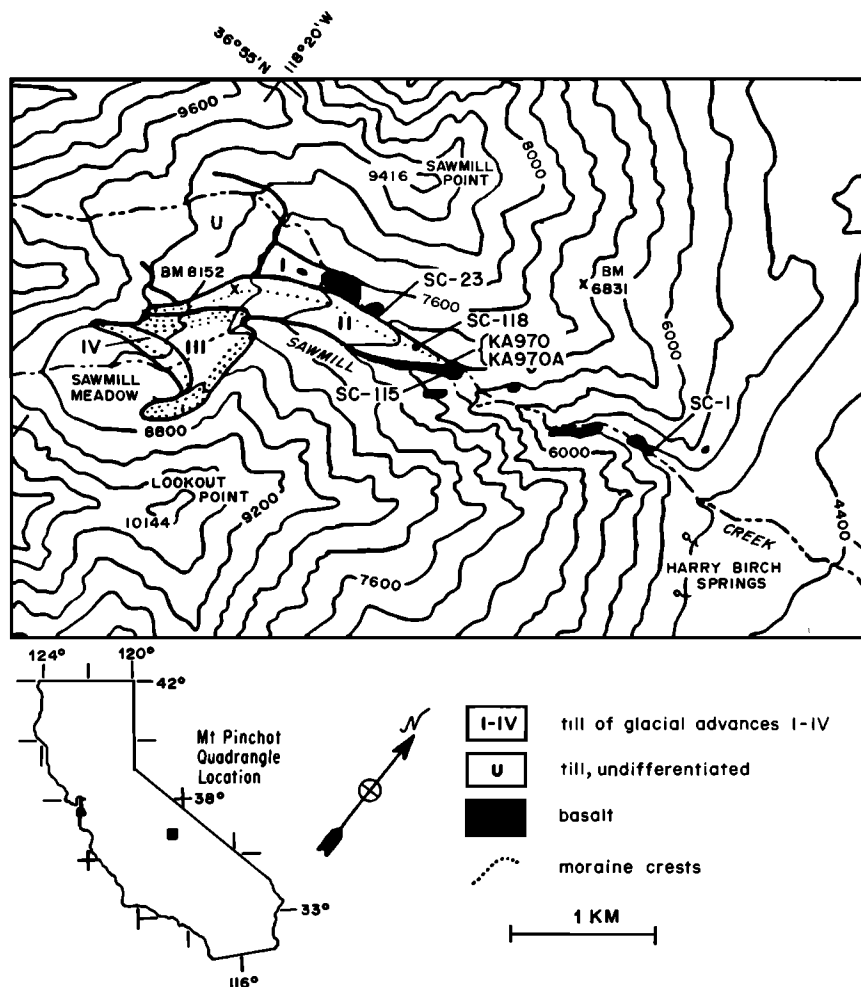 36°55'N
118°20'W
9600
SAWMILL
POINT
9416
8000
U
BM 8152
I
x
SC-23
7600
x BM
6831
II
SC-118
KA970
KA970A
6000
IV
III
SAWMILL
SAWMILL
MEADOW
SC-115
SC-1
8800
6000
LOOKOUT
POINT
10144
9200
CREEK
4400
HARRY BIRCH
SPRINGS
7600
124°
120°
42°
Mt Pinchot
Quadrangle
Location
38°
33°
116°
N
I-IV till of glacial advances I-IV
U till, undifferentiated
basalt
moraine crests
1 KM